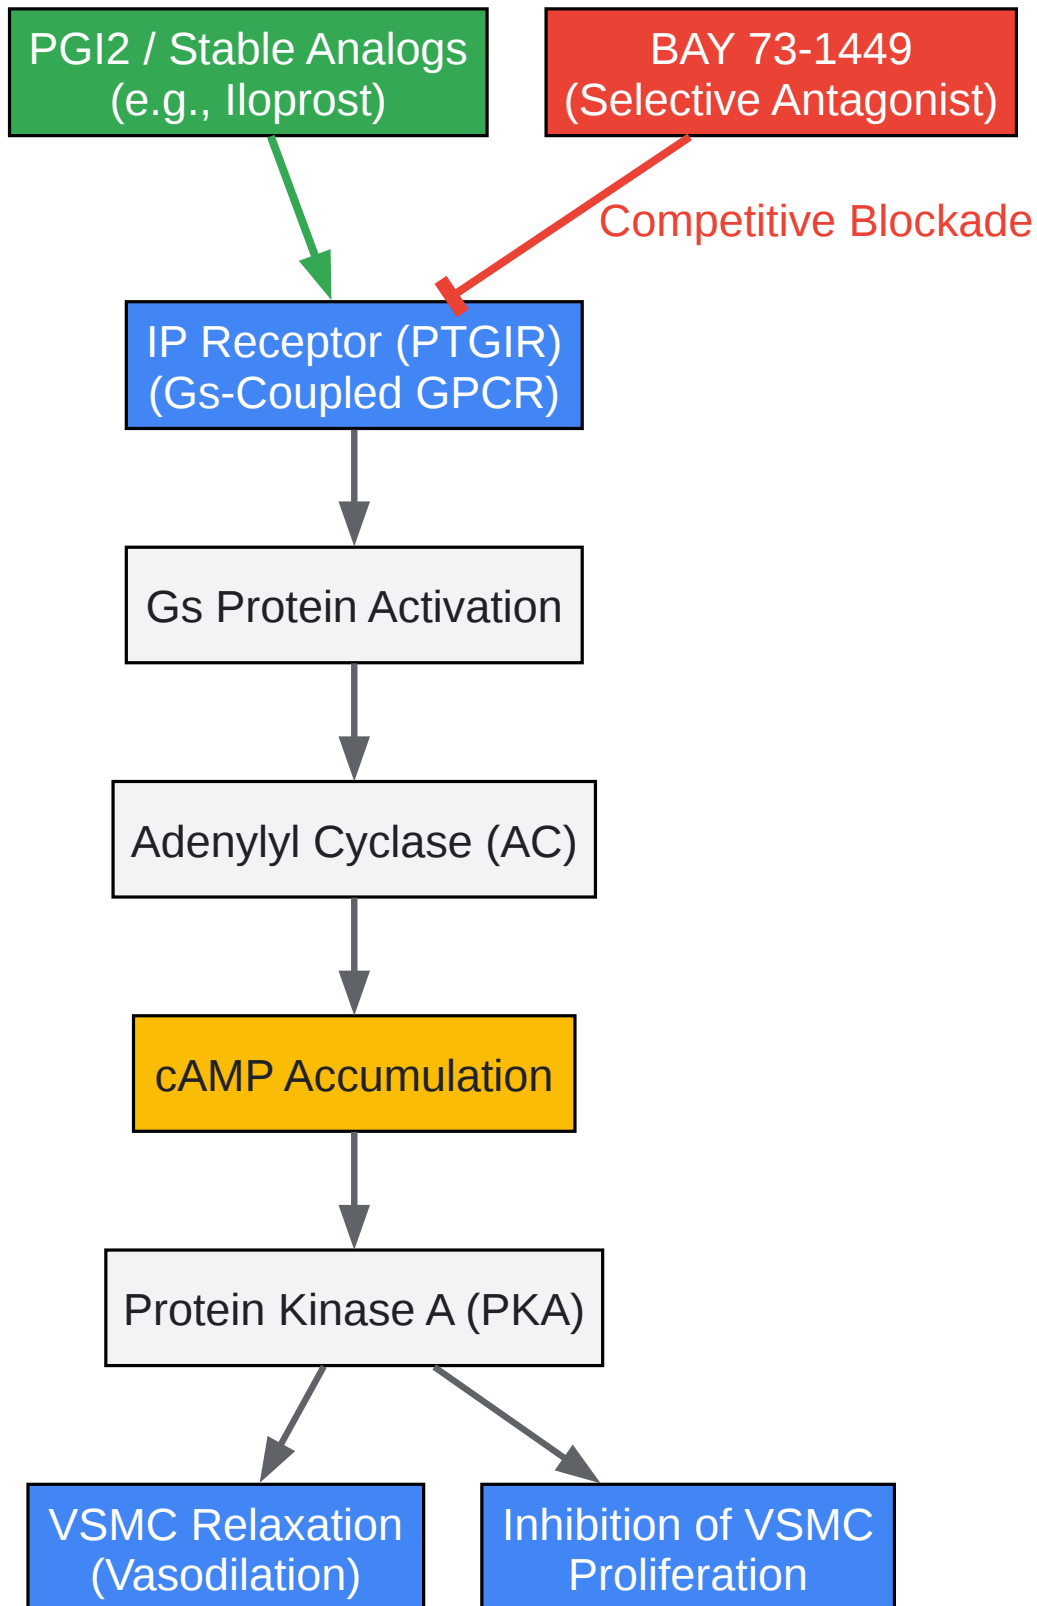 PGI2 / Stable Analogs
(e.g., Iloprost)
BAY 73-1449
(Selective Antagonist)
Competitive Blockade
IP Receptor (PTGIR)
(Gs-Coupled GPCR)
Gs Protein Activation
Adenylyl Cyclase (AC)
cAMP Accumulation
Protein Kinase A (PKA)
VSMC Relaxation
(Vasodilation)
Inhibition of VSMC
Proliferation